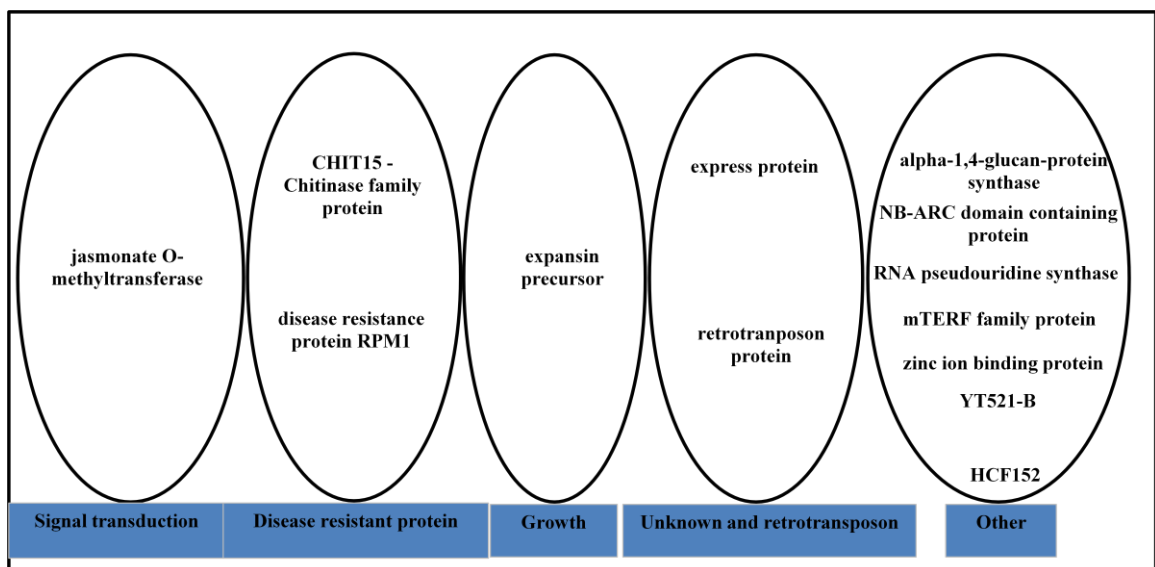 jasmonate O-
methyltransferase
CHIT15 -
Chitinase family
protein
disease resistance
protein RPM1
expansin
precursor
express protein
retrotranposon
protein
alpha-1,4-glucan-protein
synthase
NB-ARC domain containing
protein
RNA pseudouridine synthase
mTERF family protein
zinc ion binding protein
YT521-B
HCF152
Signal transduction
Disease resistant protein
Growth
Unknown and retrotransposon
Other